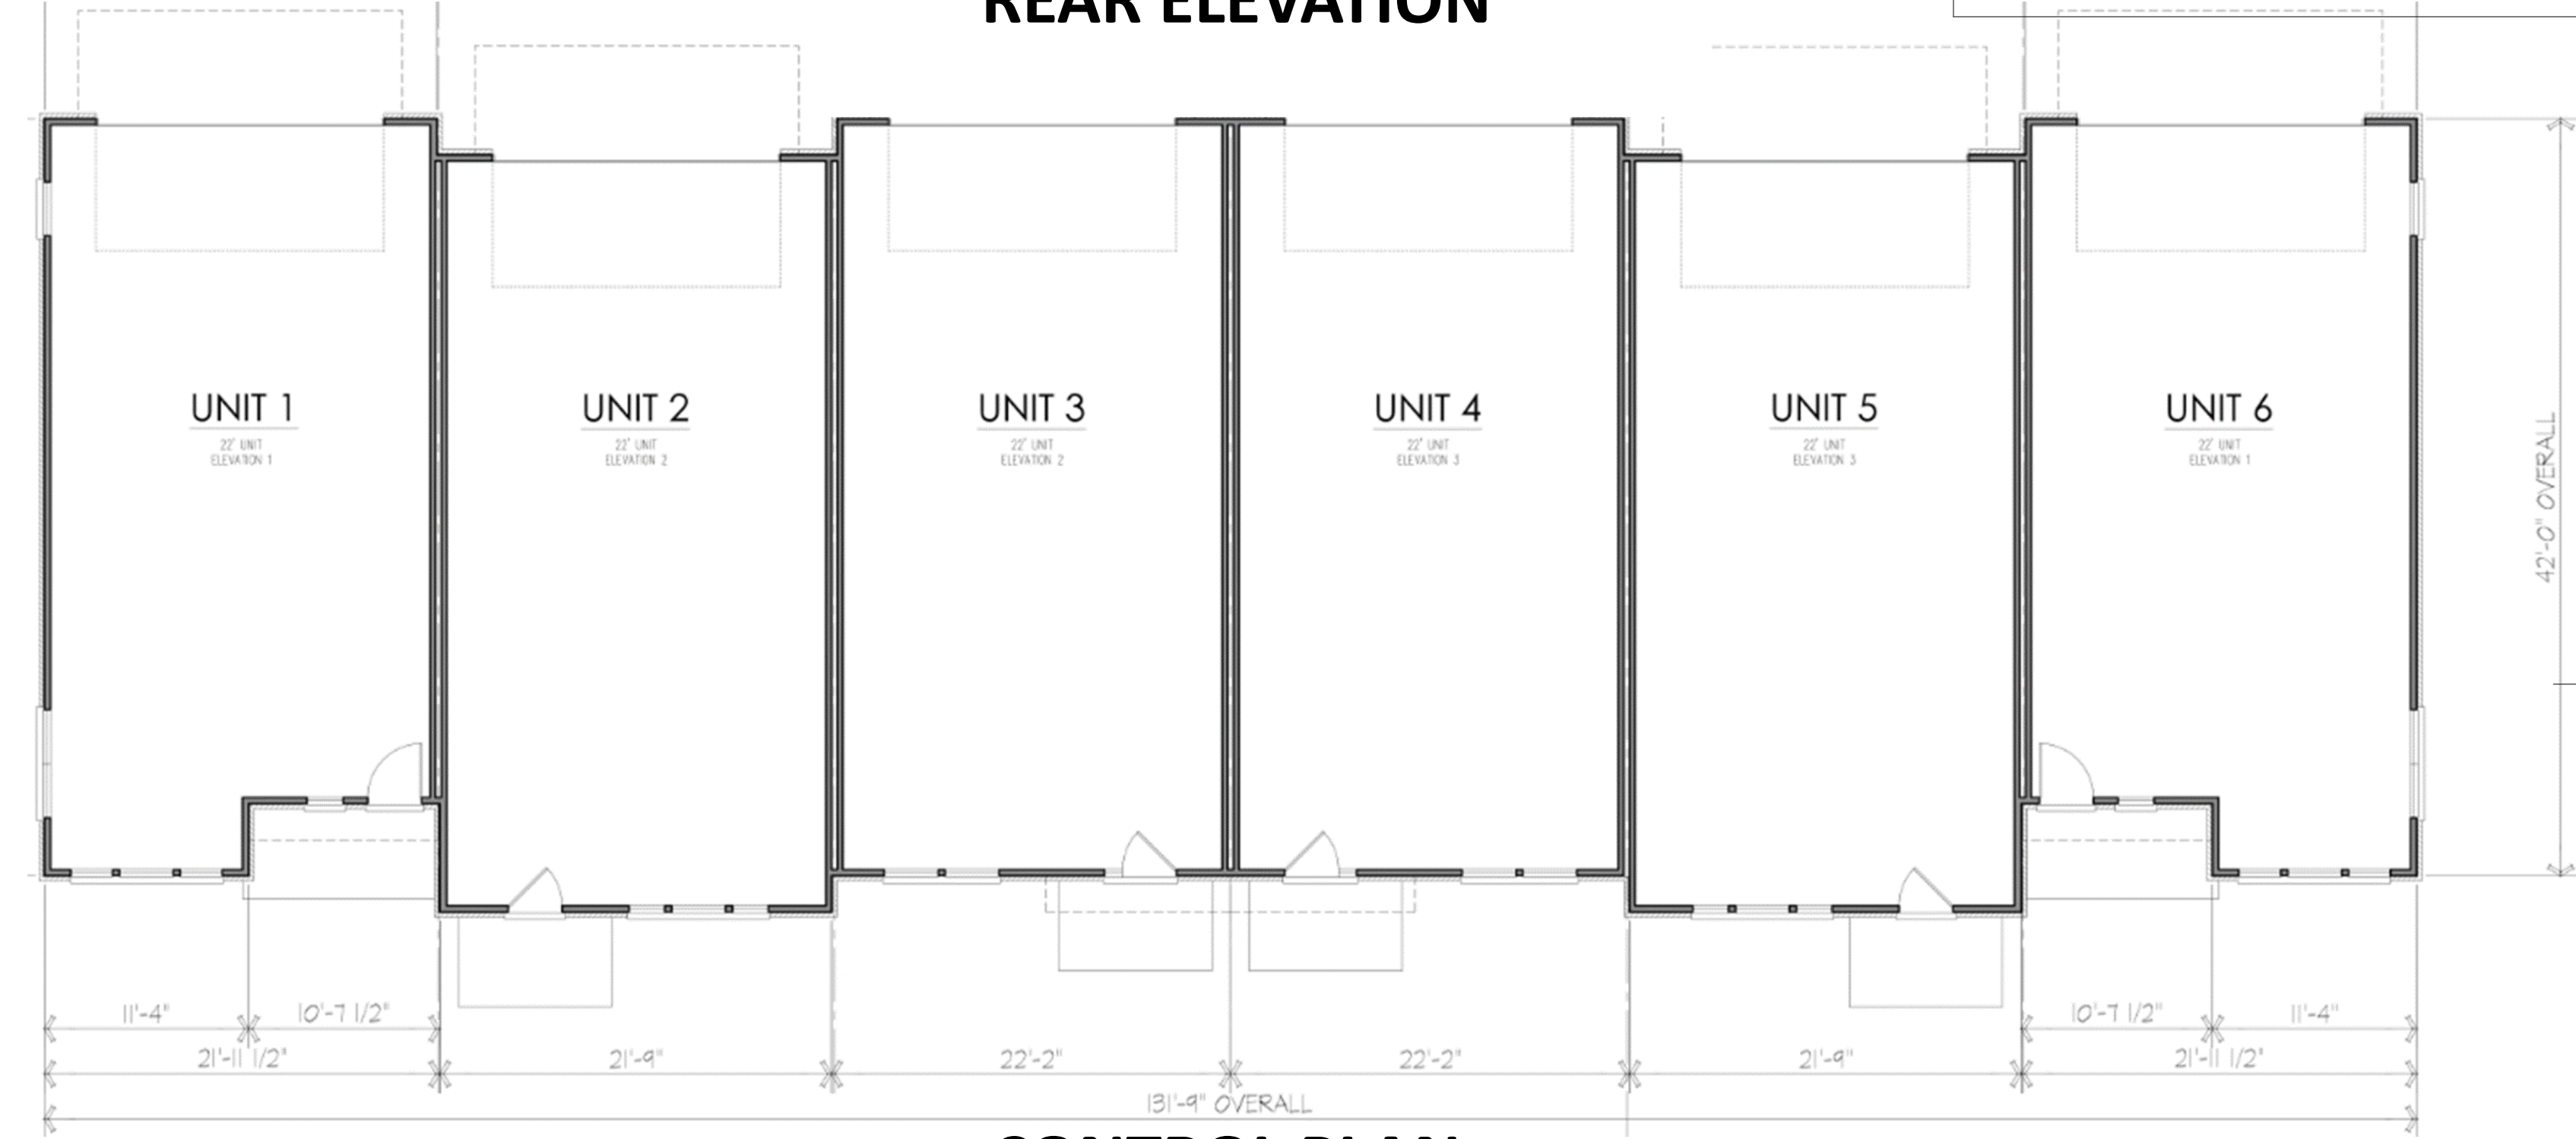 REAR ELEVATION
UNIT 1
22' UNIT
ELEVATION 1
UNIT 2
22' UNIT
ELEVATION 2
UNIT 3
22' UNIT
ELEVATION 2
UNIT 4
22' UNIT
ELEVATION 3
UNIT 5
22' UNIT
ELEVATION 3
UNIT 6
22' UNIT
ELEVATION 1
42'-0" OVERALL
11'-4"
10'-7 1/2"
10'-7 1/2"
11'-4"
21'-11 1/2"
21'-9"
22'-2"
22'-2"
21'-9"
21'-11 1/2"
131'-9" OVERALL
CONTROL PLAN